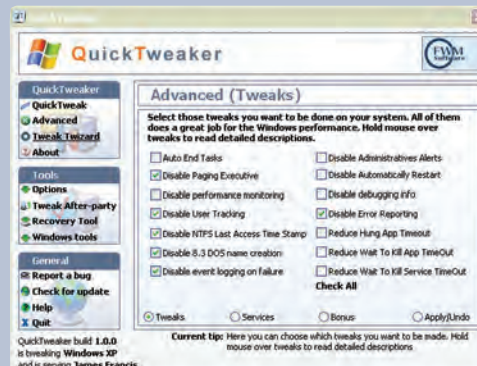 QuickTweaker
FWM
Software
QuickTweaker
QuickTweak
Advanced
Tweak Twizard
About
Tools
Options
Tweak After-party
Recovery Tool
Windows tools
General
Report a bug
Check for update
Help
Quit
QuickTweaker build 1.0.0
is tweaking Windows XP
and is serving James Francis
Advanced (Tweaks)
Select those tweaks you want to be done on your system. All of them
does a great job for the Windows performance. Hold mouse over
tweaks to read detailed descriptions.
Auto End Tasks
Disable Paging Executive
Disable performance monitoring
Disable User Tracking
Disable NTFS Last Access Time Stamp
Disable 8.3 DOS name creation
Disable event logging on failure
Disable Administratives Alerts
Disable Automatically Restart
Disable debugging info
Disable Error Reporting
Reduce Hung App Timeout
Reduce Wait To Kill App TimeOut
Reduce Wait To Kill Service TimeOut
Check All
Tweaks
Services
Bonus
Apply/Undo
Current tip: Here you can choose which tweaks you want to be made. Hold
mouse over tweaks to read detailed descriptions